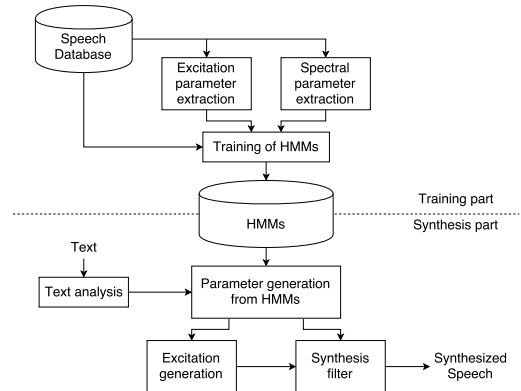 Speech
Database
Excitation
parameter
extraction
Spectral
parameter
extraction
Training of HMMs
HMMs
Training part
Synthesis part
Text
Text analysis
Parameter generation
from HMMs
Excitation
generation
Synthesis
filter
Synthesized
Speech